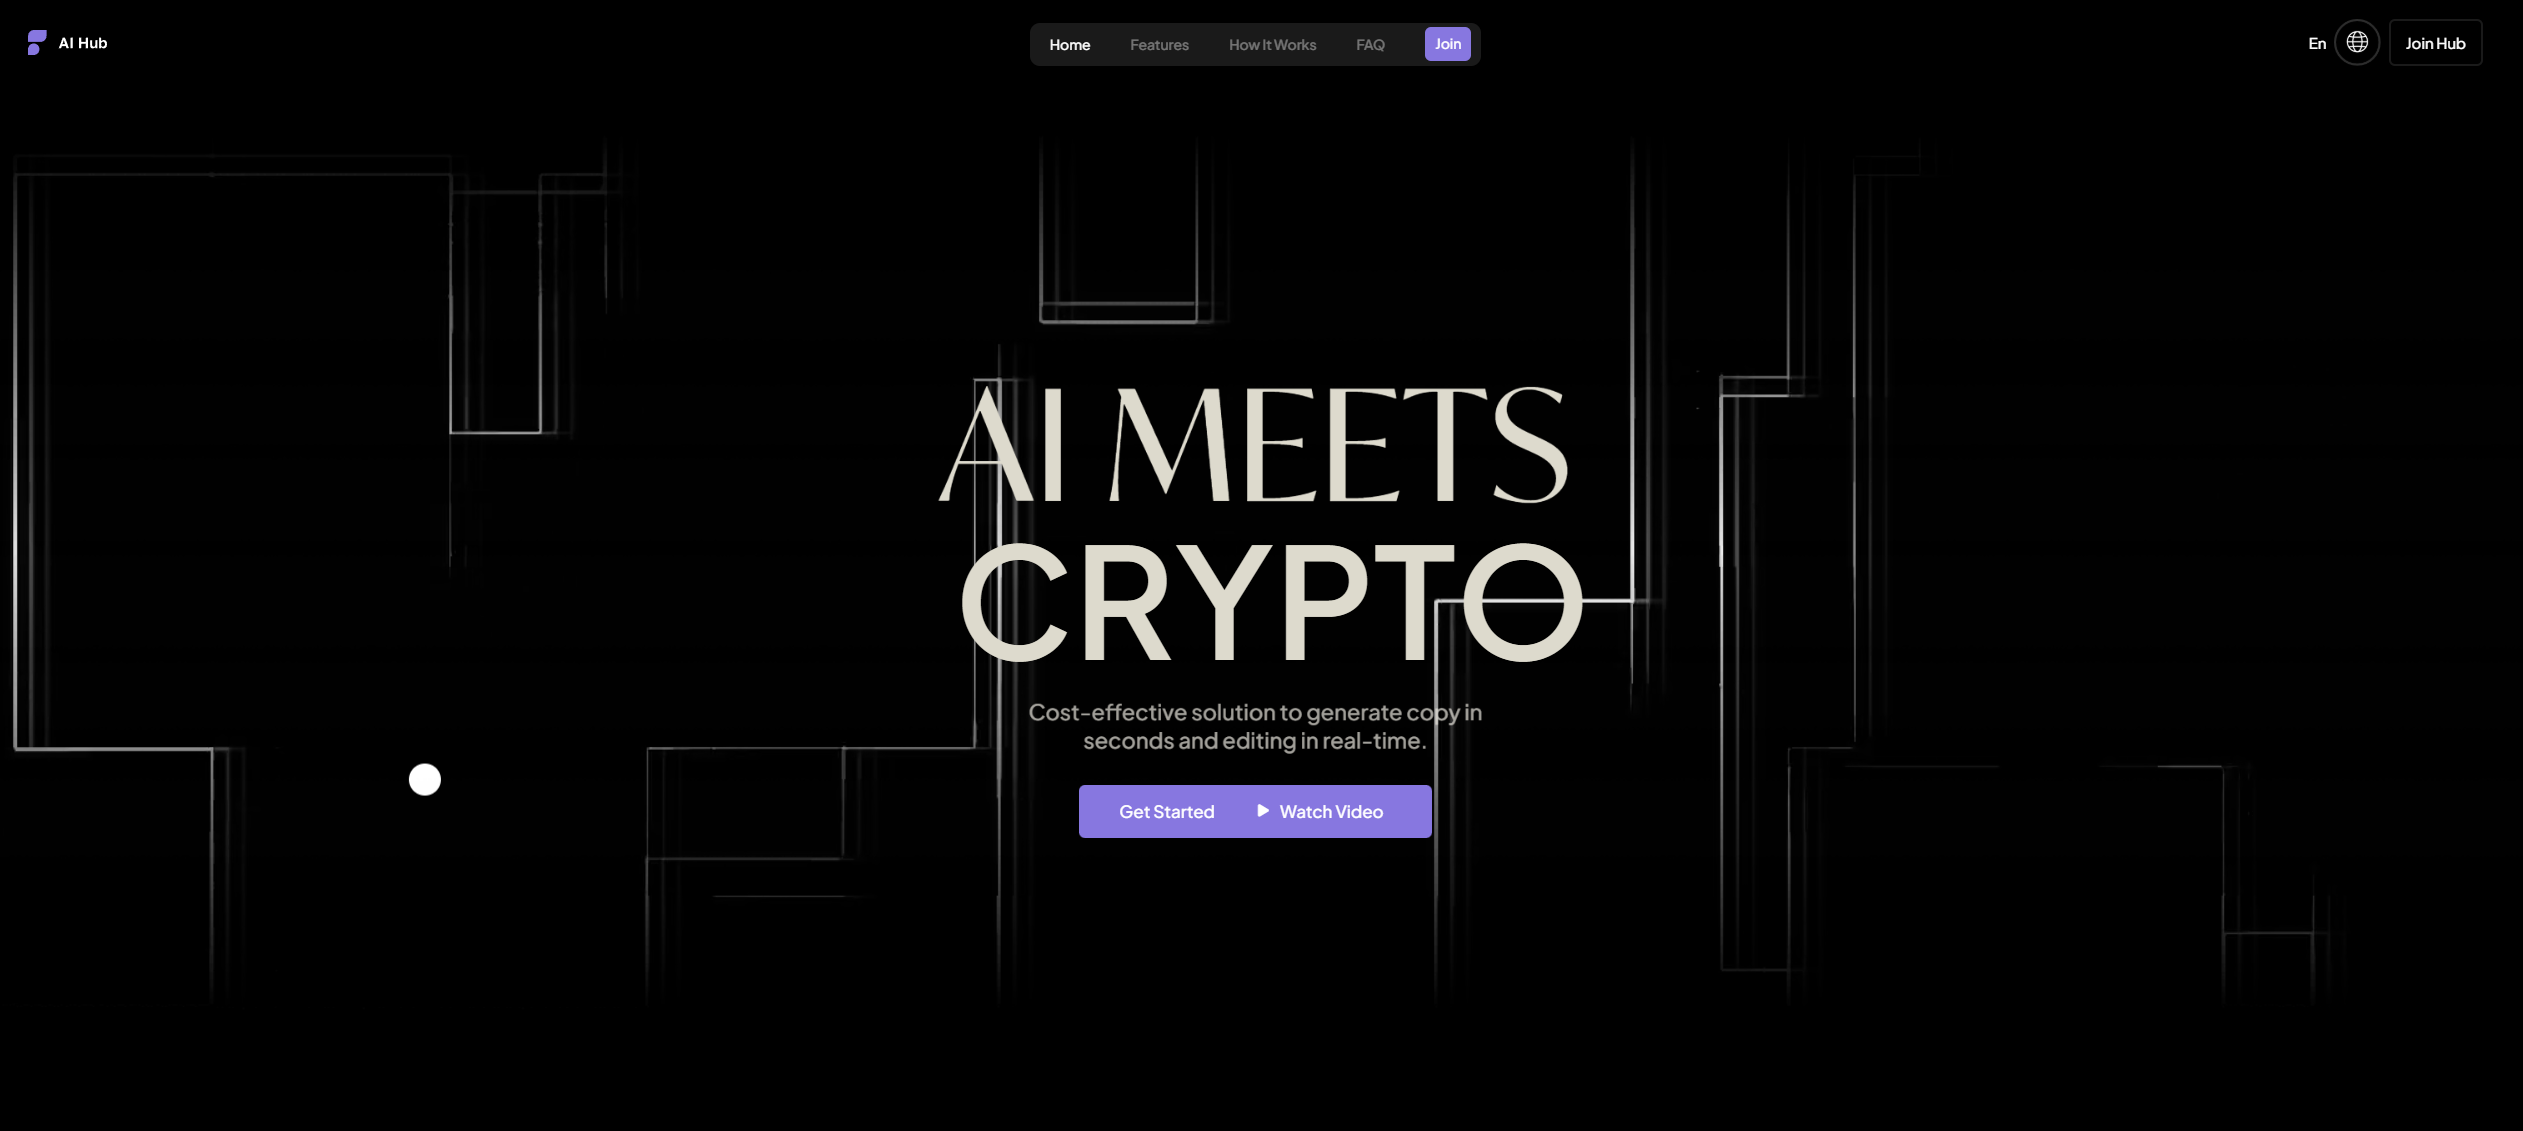 AI Hub
Home Features How It Works FAQ Join
En Join Hub
AI MEETS
CRYPTO
Cost-effective solution to generate copy in
seconds and editing in real-time.
Get Started Watch Video